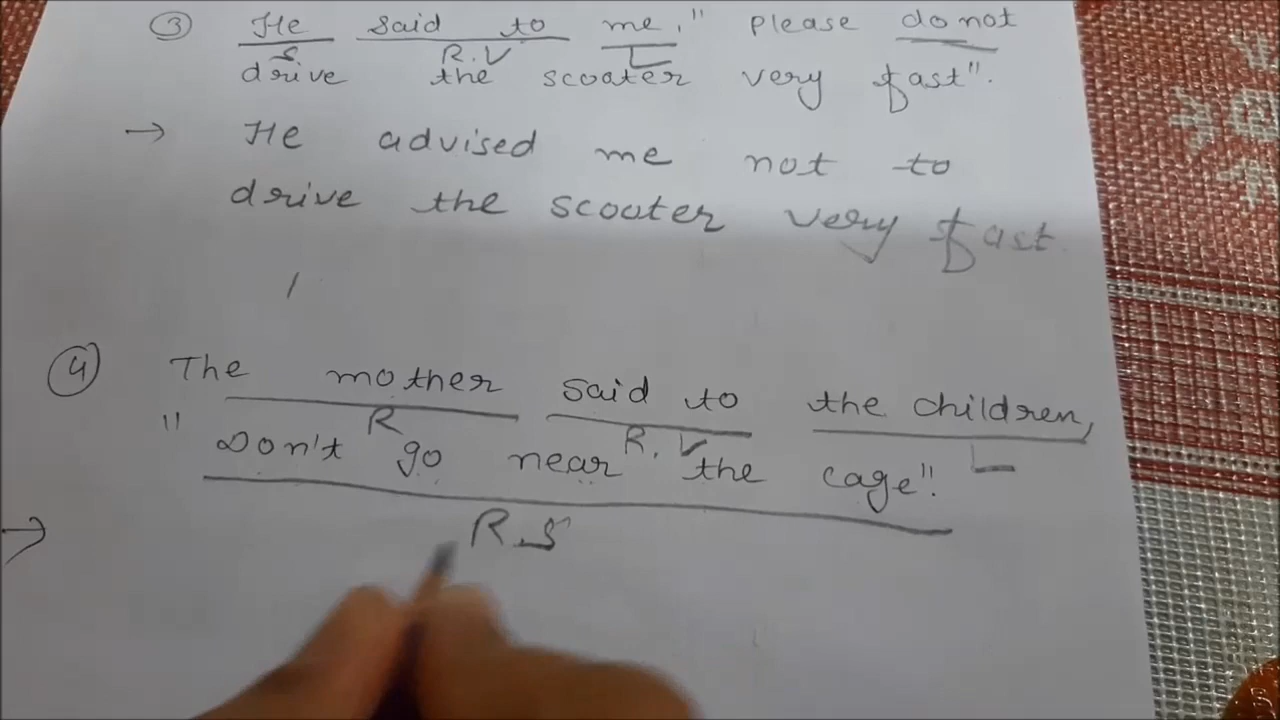 ③ He said to me," please do not
S R.V L
drive the scooter very fast".
→ He advised me not to
drive the scooter very fast.
④ The mother said to the children,
R R.V L
"Don't go near the cage".
R.S
→